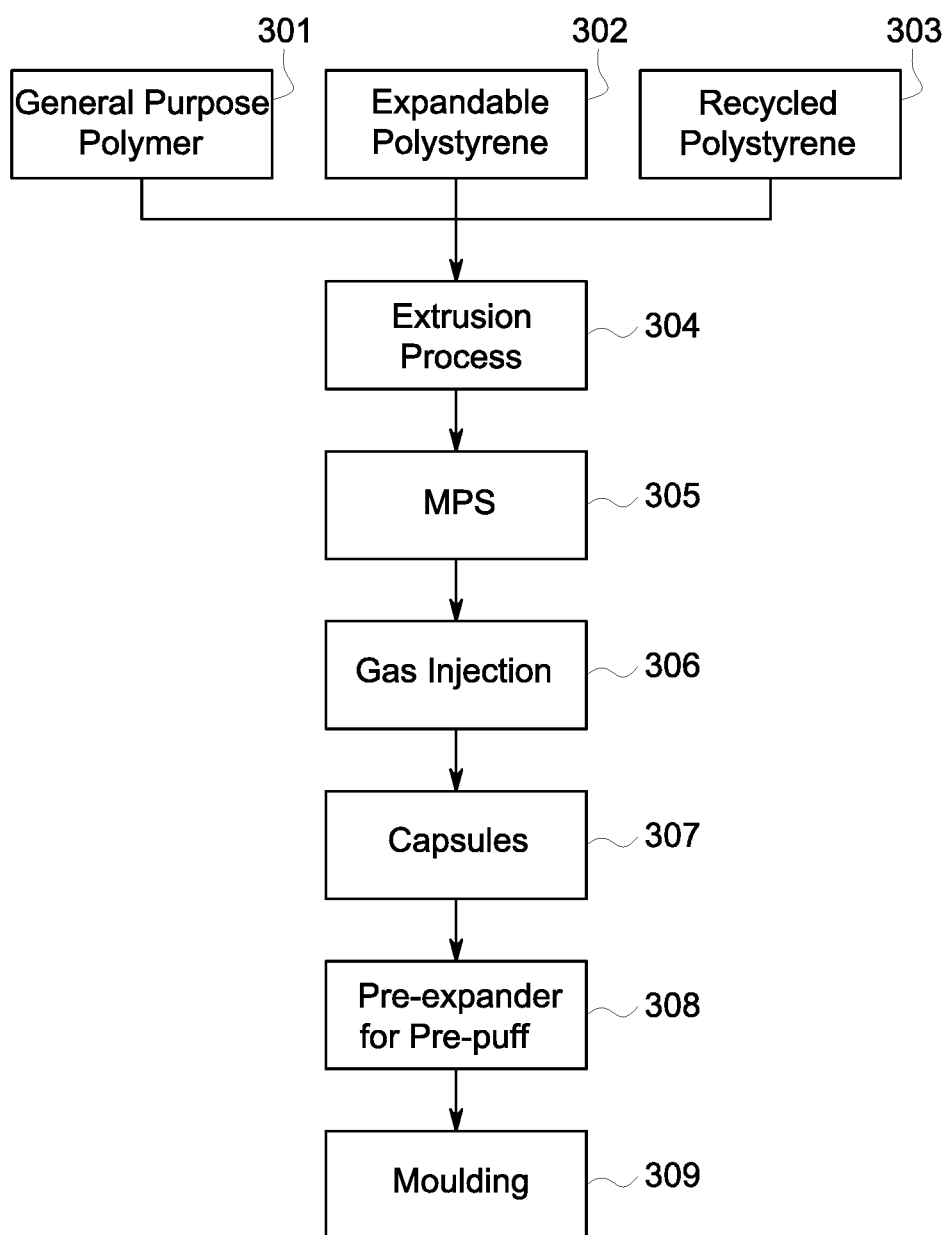 301
302
303
General Purpose
Polymer
Expandable
Polystyrene
Recycled
Polystyrene
Extrusion
Process
304
MPS
305
Gas Injection
306
Capsules
307
Pre-expander
for Pre-puff
308
Moulding
309